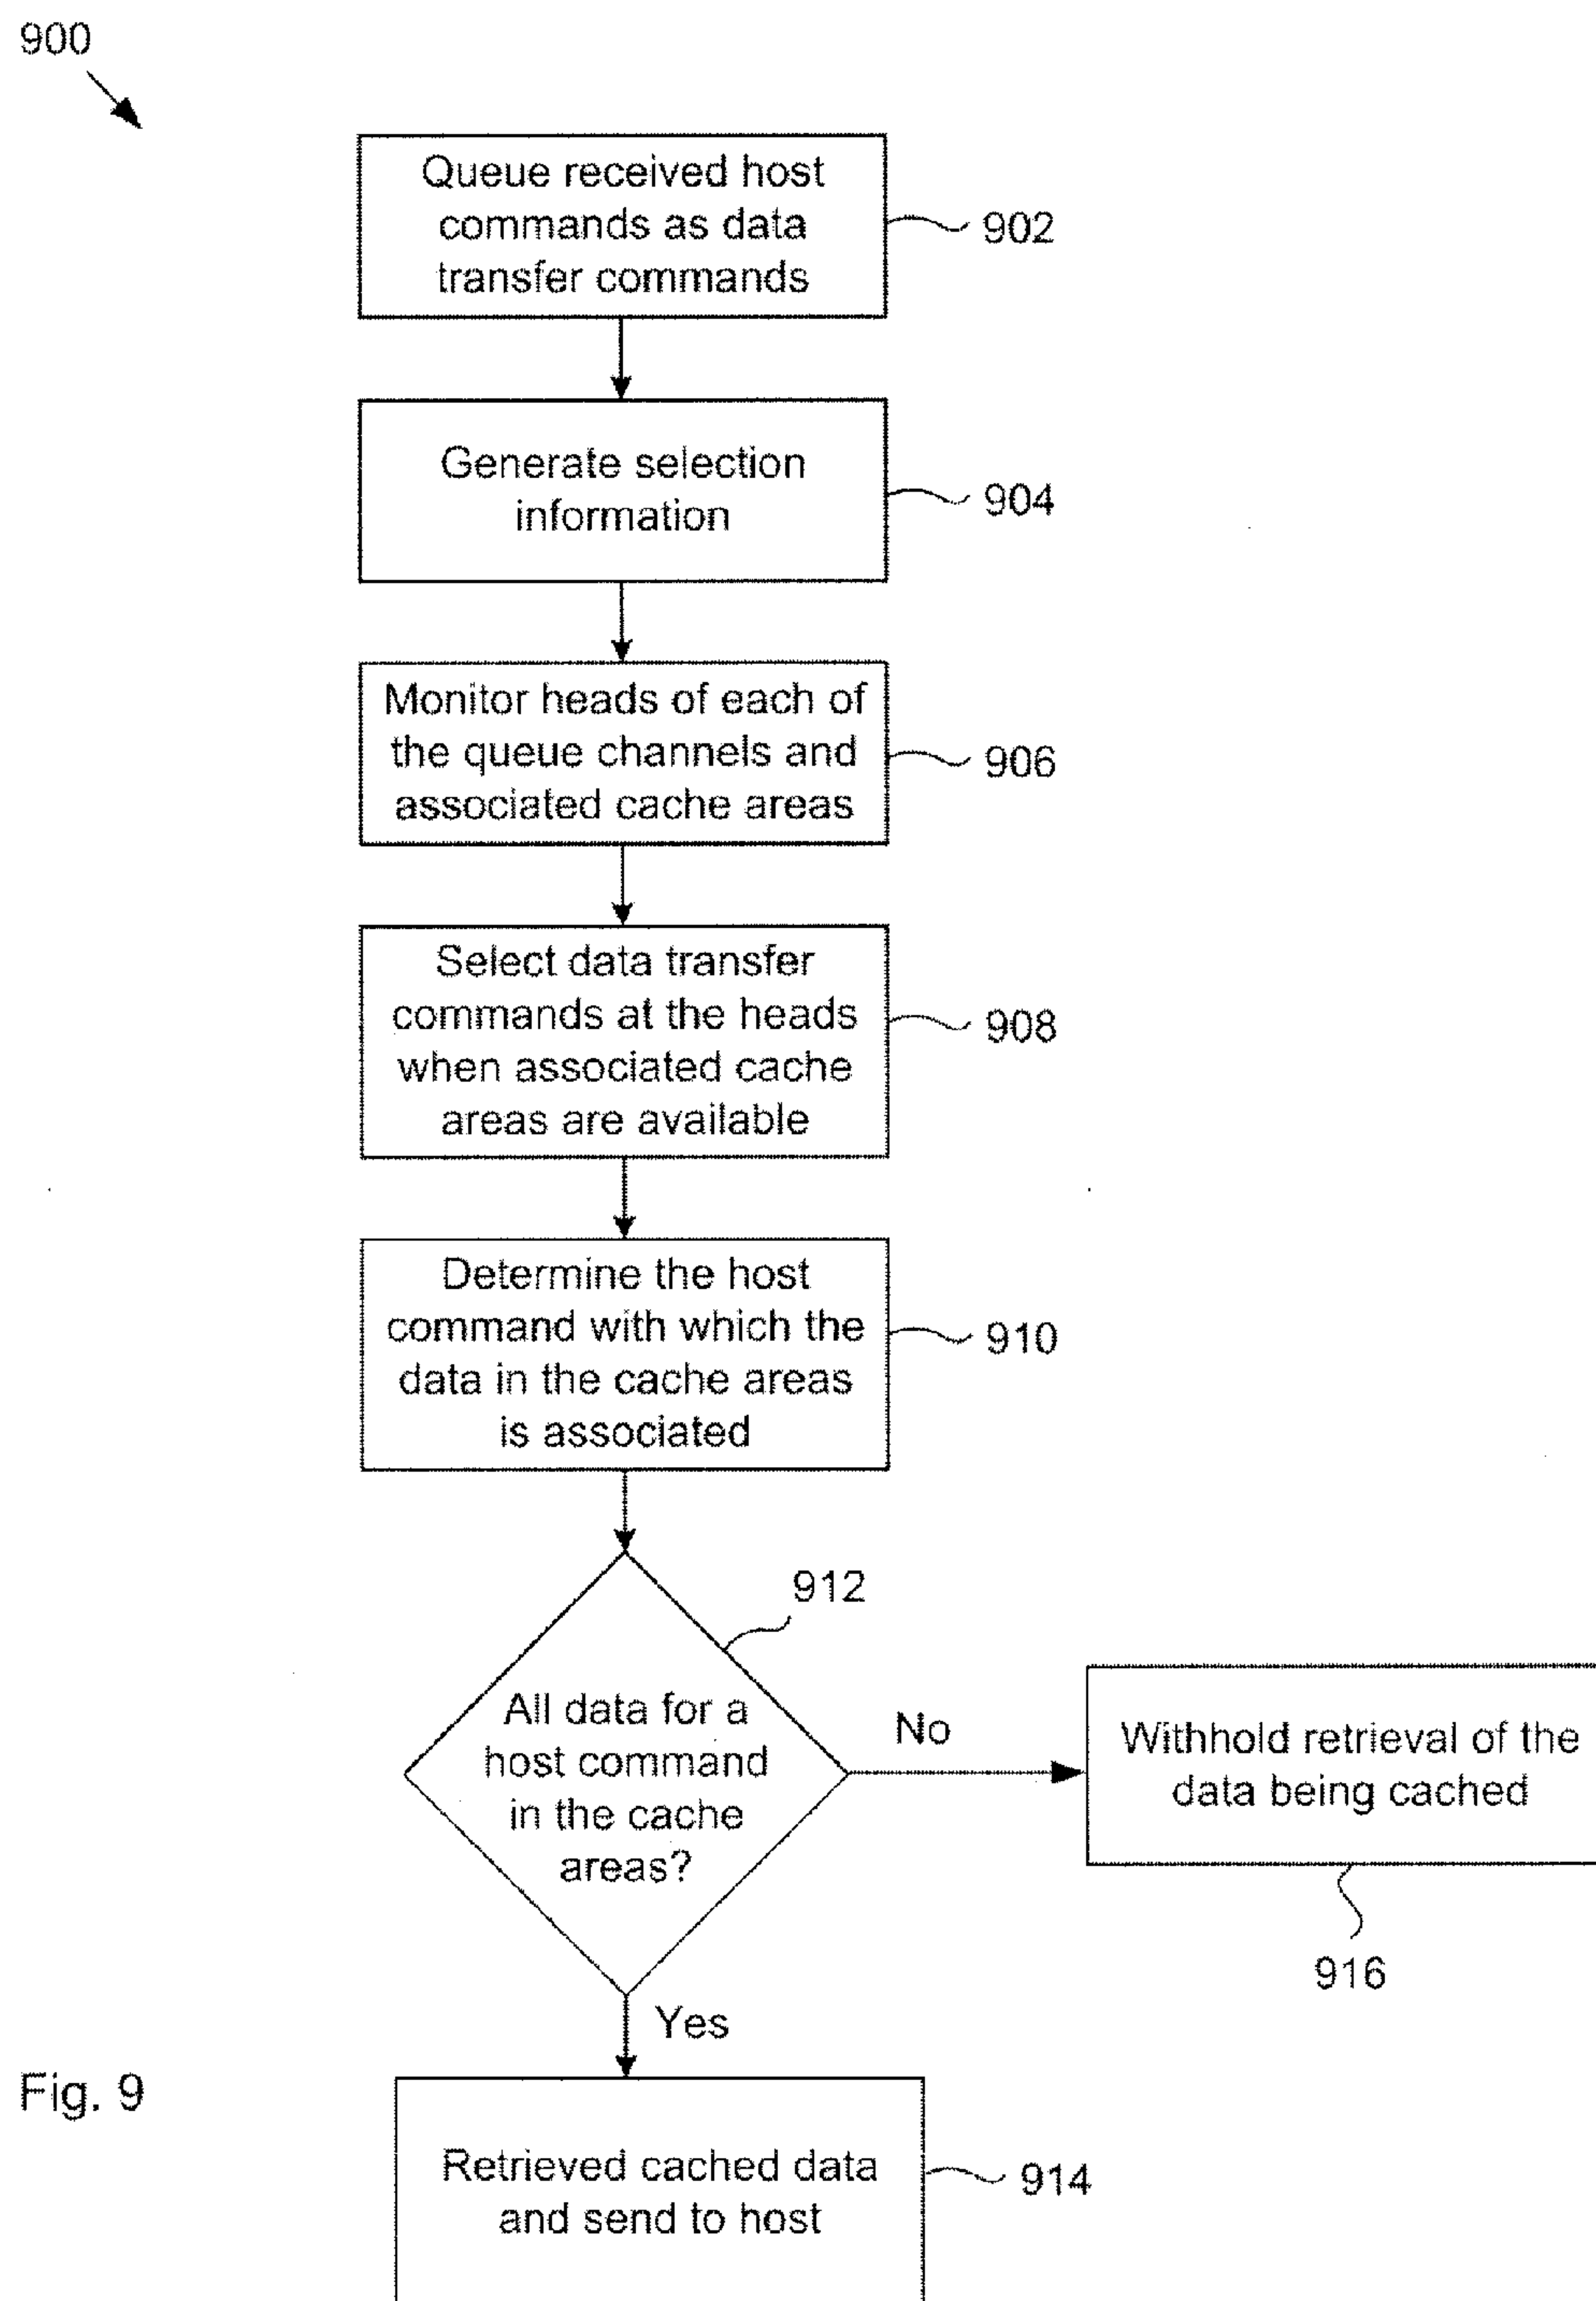 900
Queue received host
commands as data
transfer commands
902
Generate selection
information
904
Monitor heads of each of
the queue channels and
associated cache areas
906
Select data transfer
commands at the heads
when associated cache
areas are available
908
Determine the host
command with which the
data in the cache areas
is associated
910
912
All data for a
host command
in the cache
areas?
No
Withhold retrieval of the
data being cached
916
Yes
Fig. 9
Retrieved cached data
and send to host
914